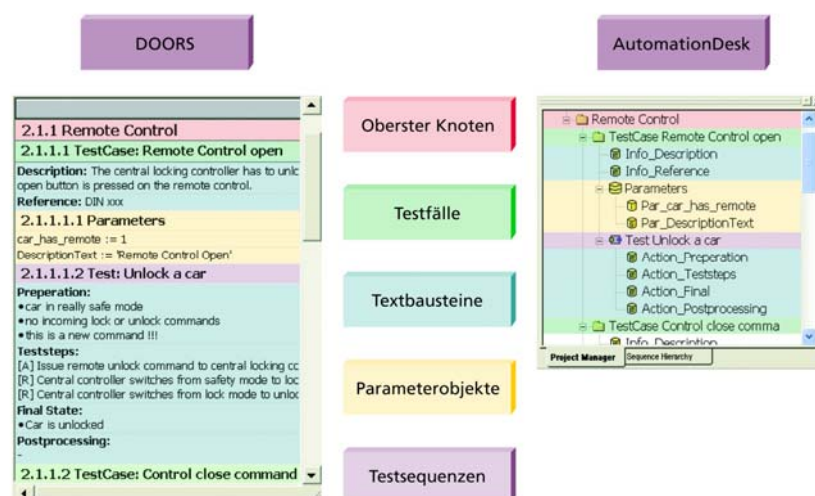 DOORS
AutomationDesk
2.1.1 Remote Control
2.1.1.1 TestCase: Remote Control open
Description: The central locking controller has to unlc
open button is pressed on the remote control.
Reference: DIN xxx
2.1.1.1.1 Parameters
car_has_remote := 1
DescriptionText := 'Remote Control Open'
2.1.1.1.2 Test: Unlock a car
Preperation:
•car in really safe mode
•no incoming lock or unlock commands
•this is a new command !!!
Teststeps:
[A] Issue remote unlock command to central locking cc
[R] Central controller switches from safety mode to loc
[R] Central controller switches from lock mode to unloc
Final State:
•Car is unlocked
Postprocessing:
-
2.1.1.2 TestCase: Control close command
Oberster Knoten
Testfälle
Textbausteine
Parameterobjekte
Testsequenzen
Remote Control
TestCase Remote Control open
Info_Description
Info_Reference
Parameters
Par_car_has_remote
Par_DescriptionText
Test Unlock a car
Action_Preperation
Action_Teststeps
Action_Final
Action_Postprocessing
TestCase Control close comma
Info_Description
Project Manager
Sequence Hierarchy